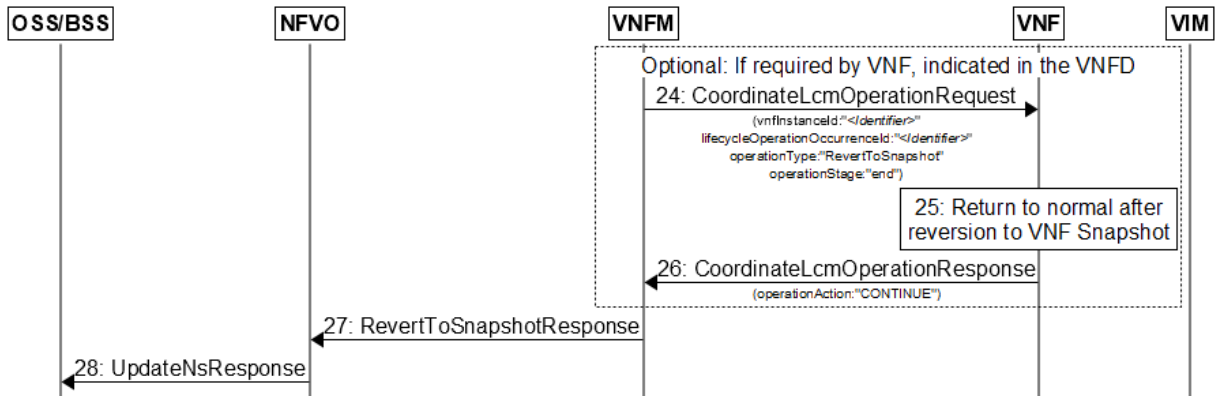 OSS/BSS
NFVO
VNFM
VNF
VIM
Optional: If required by VNF, indicated in the VNFD
24: CoordinateLcmOperationRequest
(vnfInstanceId:"<Identifier>"
lifecycleOperationOccurrenceId:"<Identifier>"
operationType:"RevertToSnapshot"
operationStage:"end")
25: Return to normal after
reversion to VNF Snapshot
26: CoordinateLcmOperationResponse
(operationAction:"CONTINUE")
27: RevertToSnapshotResponse
28: UpdateNsResponse